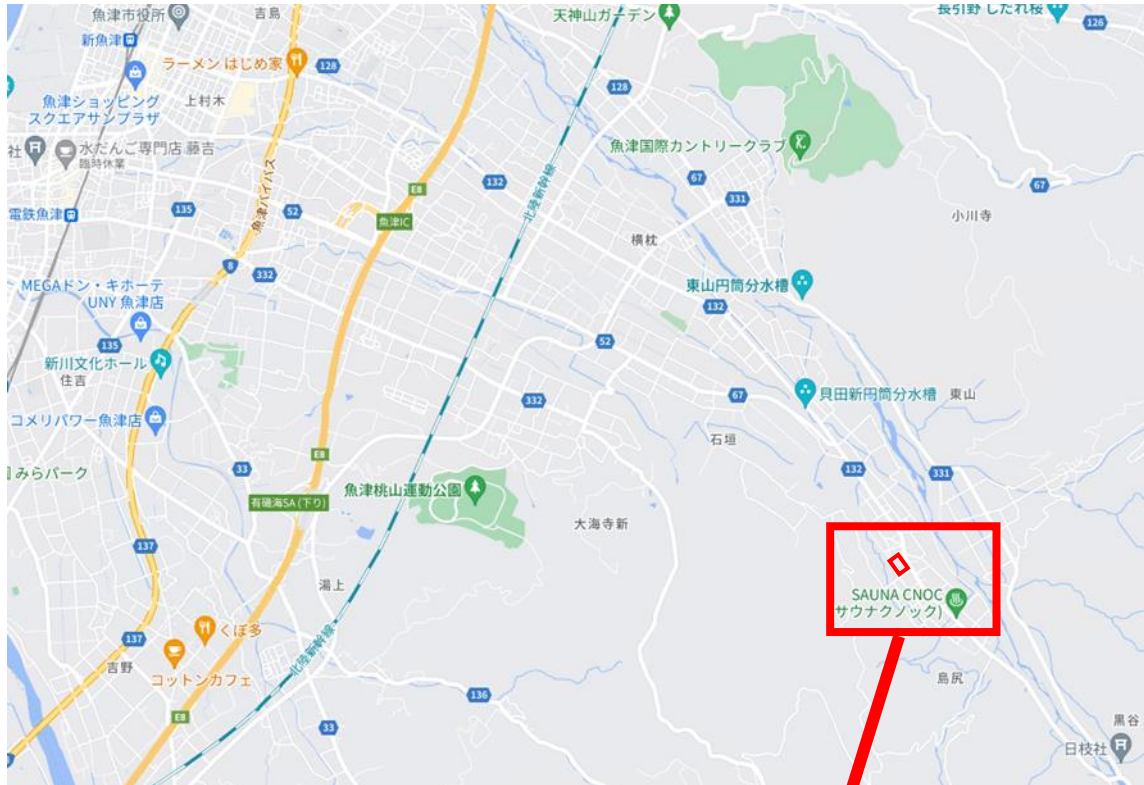 魚津市役所
吉島
天神山ガーデン
長引野 しだれ桜
126
新魚津
ラーメン はじめ家
128
128
魚津ショッピング
スクエアサンプラザ
上村木
魚津国際カントリークラブ
社
水だんご専門店 藤吉
臨時休業
北陸新幹線
132
67
331
67
135
52
E8
魚津IC
電鉄魚津
魚津バイパス
小川寺
横枕
8
332
MEGAドン・キホーテ
UNY 魚津店
東山円筒分水槽
132
135
52
新川文化ホール
住吉
貝田新円筒分水槽
東山
332
67
コメリパワー魚津店
石垣
E8
33
みらパーク
132
331
魚津桃山運動公園
有磯海SA (下り)
大海寺新
137
湯上
SAUNA CNOC
サウナクノック)
くぼ多
137
吉野
北陸新幹線
コットンカフェ
島尻
136
E8
33
黒谷
日枝社